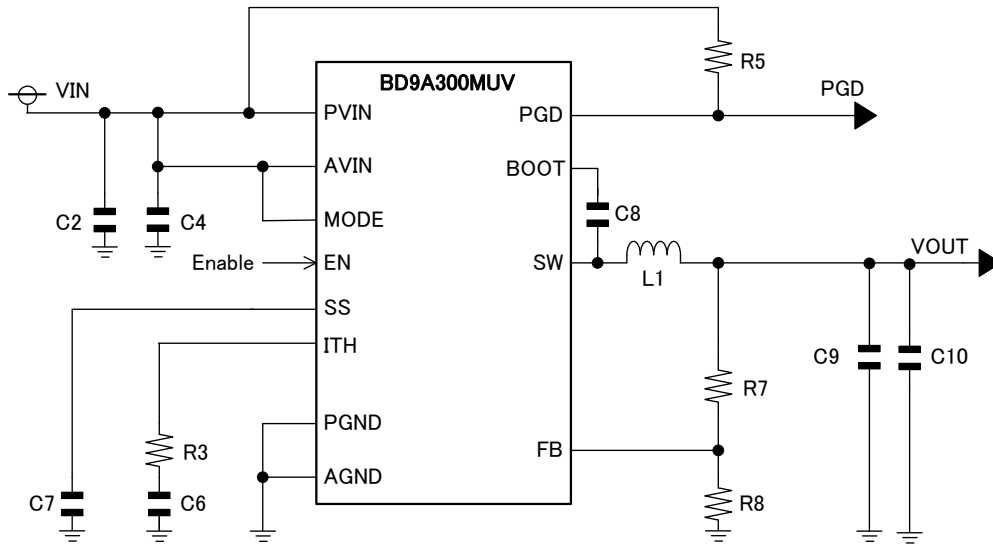 BD9A300MUV
VIN
PVIN
AVIN
MODE
EN
SS
ITH
PGND
AGND
PGD
BOOT
SW
FB
Enable
C2
C4
C7
R3
C6
R5
PGD
C8
L1
VOUT
R7
R8
C9
C10